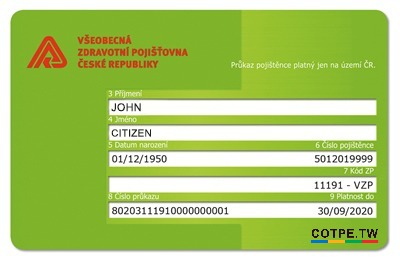 VŠEOBECNÁ
ZDRAVOTNÍ POJIŠŤOVNA
ČESKÉ REPUBLIKY
Průkaz pojištěnce platný jen na území ČR.
3 Příjmení
JOHN
4 Jméno
CITIZEN
5 Datum narození 6 Číslo pojištěnce
01/12/1950 5012019999
7 Kód ZP
11191 - VZP
8 Číslo průkazu 9 Platnost do
80203111910000000001 30/09/2020
COTPE.TW